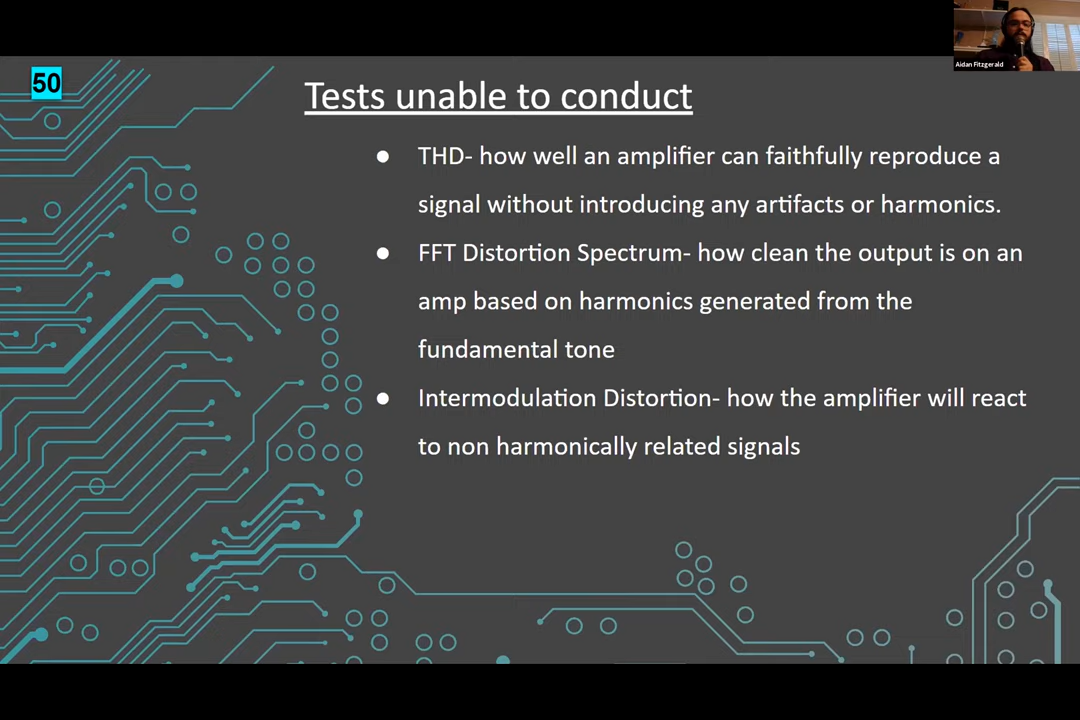 Aidan Fitzgerald
50
Tests unable to conduct
● THD- how well an amplifier can faithfully reproduce a
signal without introducing any artifacts or harmonics.
● FFT Distortion Spectrum- how clean the output is on an
amp based on harmonics generated from the
fundamental tone
● Intermodulation Distortion- how the amplifier will react
to non harmonically related signals